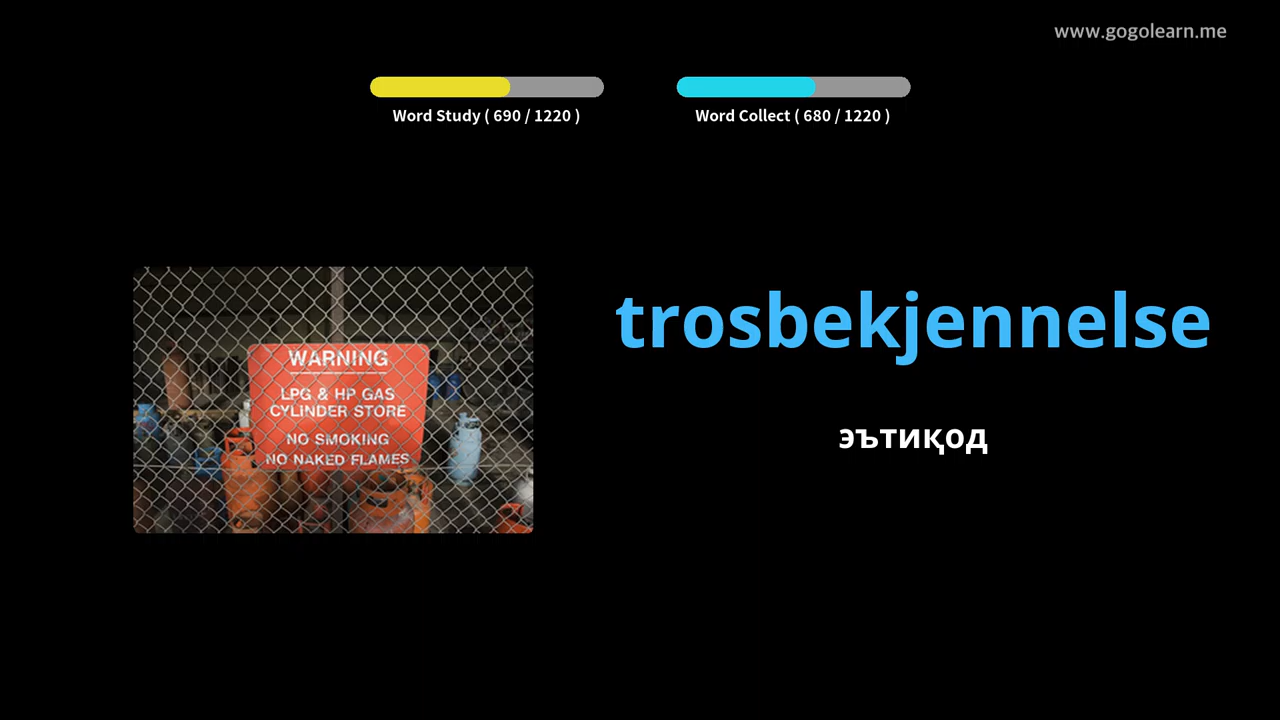 www.gogolearn.me
Word Study ( 690 / 1220 )
Word Collect ( 680 / 1220 )
WARNING
LPG & HP GAS
CYLINDER STORE
NO SMOKING
NO NAKED FLAMES
trosbekjennelse
эътиқод